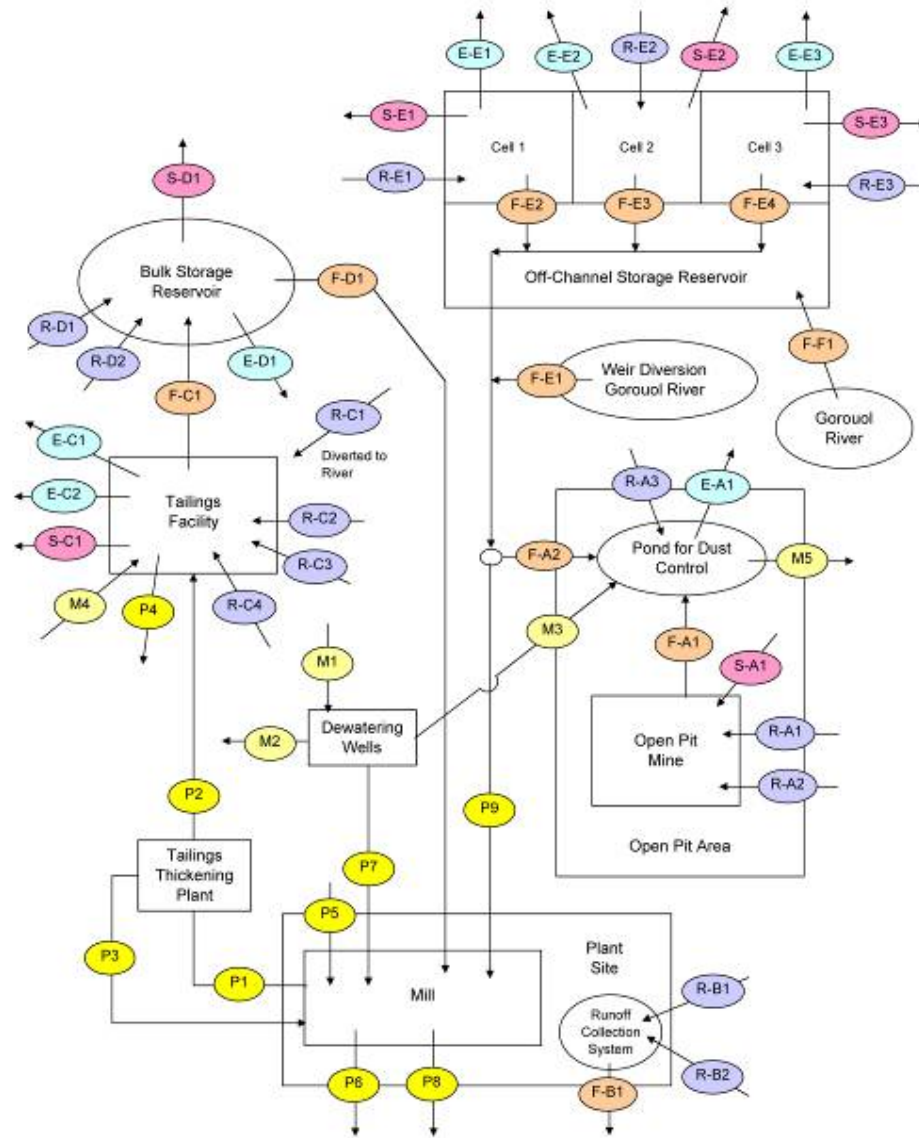 E-E1
E-E2
R-E2
S-E2
E-E3
S-E1
S-E3
Cell 1
Cell 2
Cell 3
R-E1
R-E3
S-D1
F-E2
F-E3
F-E4
Bulk Storage
Reservoir
F-D1
Off-Channel Storage Reservoir
R-D1
R-D2
E-D1
F-E1
Weir Diversion
Gorouol River
F-F1
F-C1
R-C1
Gorouol
River
E-C1
Diverted to
River
E-C2
Tailings
Facility
R-A3
E-A1
R-C2
S-C1
R-C3
F-A2
Pond for Dust
Control
M5
M4
P4
R-C4
M3
F-A1
M1
S-A1
M2
Dewatering
Wells
Open Pit
Mine
R-A1
R-A2
P2
P9
Open Pit Area
Tailings
Thickening
Plant
P7
P5
P3
P1
Plant
Site
Mill
R-B1
Runoff
Collection
System
R-B2
P6
P8
F-B1